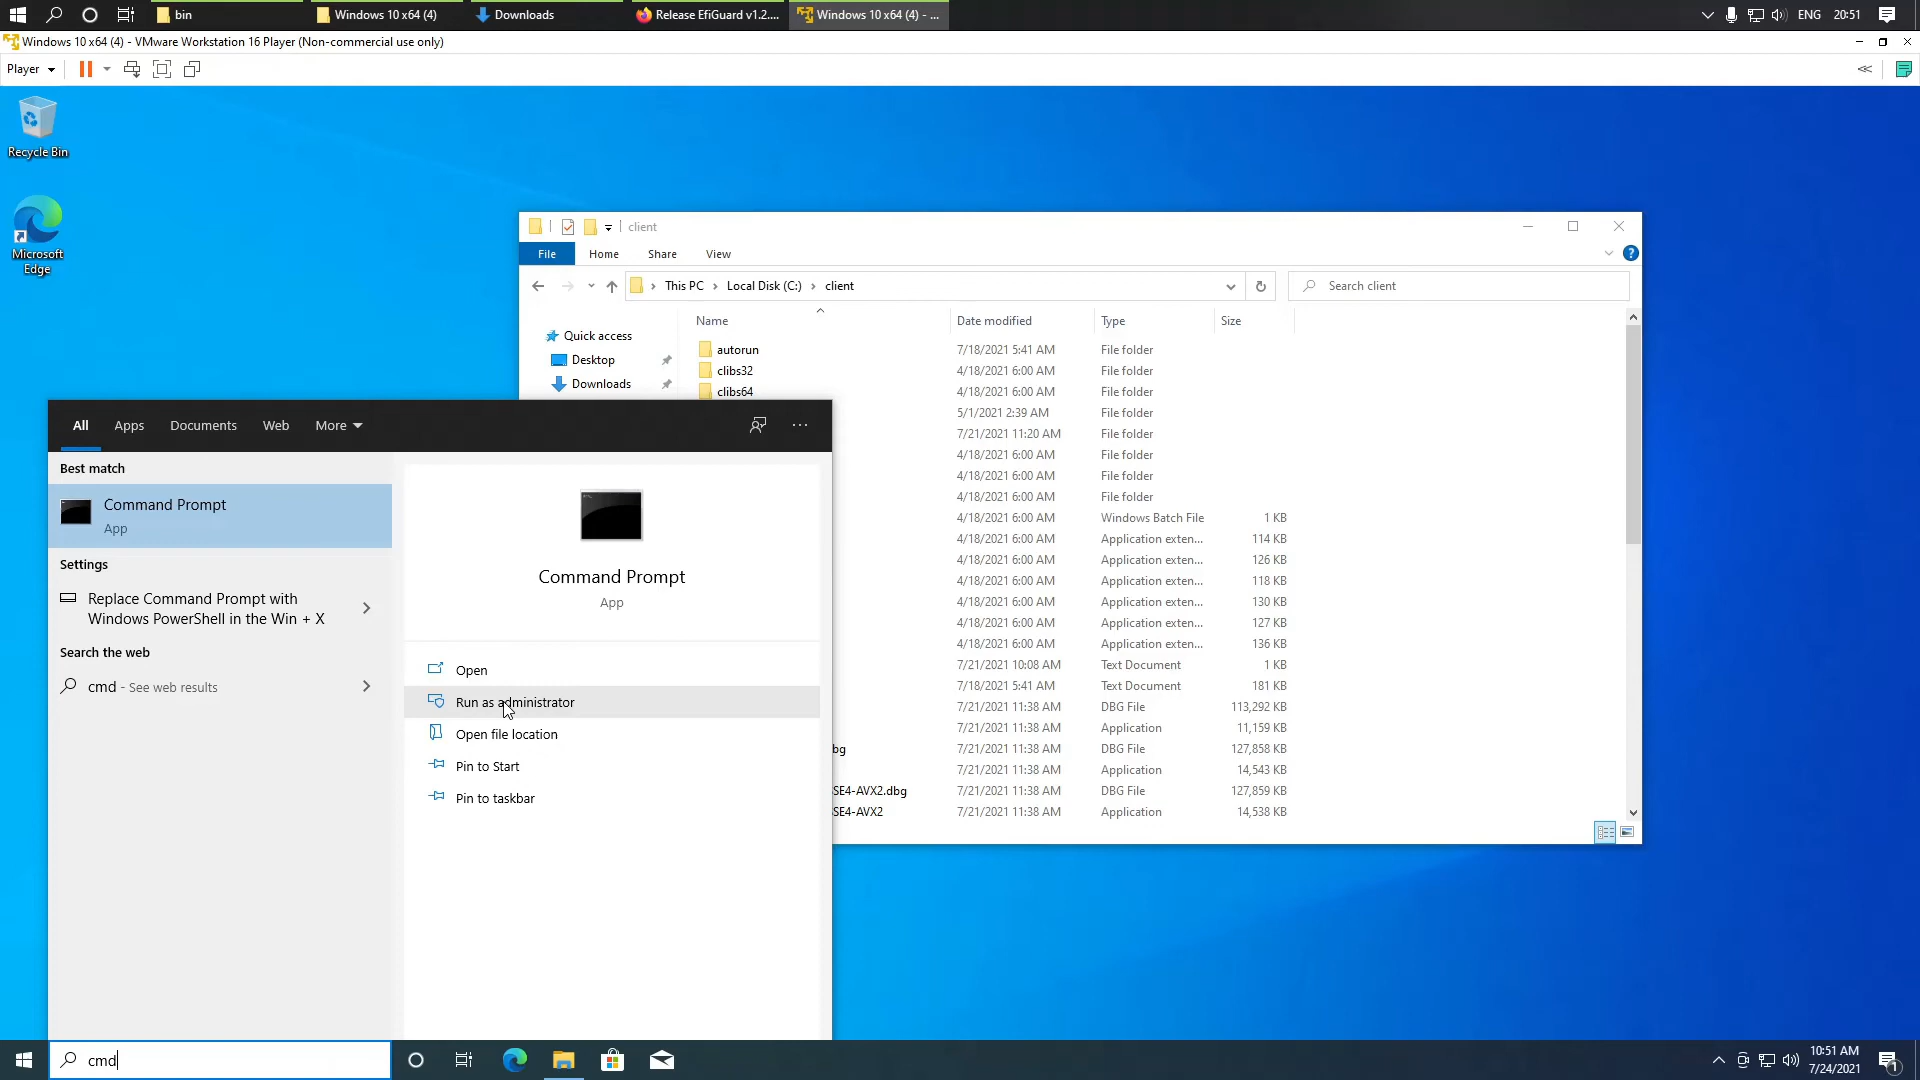 bin
Windows 10 x64 (4)
Downloads
Release EfiGuard v1.2....
Windows 10 x64 (4) - ...
ENG
20:51
Windows 10 x64 (4) - VMware Workstation 16 Player (Non-commercial use only)
Player
Recycle Bin
Microsoft
Edge
client
File
Home
Share
View
This PC
Local Disk (C:)
client
Search client
Name
Date modified
Type
Size
Quick access
Desktop
Downloads
autorun 7/18/2021 5:41 AM File folder
clibs32 4/18/2021 6:00 AM File folder
clibs64 4/18/2021 6:00 AM File folder
5/1/2021 2:39 AM File folder
7/21/2021 11:20 AM File folder
4/18/2021 6:00 AM File folder
4/18/2021 6:00 AM File folder
4/18/2021 6:00 AM File folder
4/18/2021 6:00 AM Windows Batch File 1 KB
4/18/2021 6:00 AM Application exten... 114 KB
4/18/2021 6:00 AM Application exten... 126 KB
4/18/2021 6:00 AM Application exten... 118 KB
4/18/2021 6:00 AM Application exten... 130 KB
4/18/2021 6:00 AM Application exten... 127 KB
4/18/2021 6:00 AM Application exten... 136 KB
7/21/2021 10:08 AM Text Document 1 KB
7/18/2021 5:41 AM Text Document 181 KB
7/21/2021 11:38 AM DBG File 113,292 KB
7/21/2021 11:38 AM Application 11,159 KB
bg 7/21/2021 11:38 AM DBG File 127,858 KB
7/21/2021 11:38 AM Application 14,543 KB
SE4-AVX2.dbg 7/21/2021 11:38 AM DBG File 127,859 KB
SE4-AVX2 7/21/2021 11:38 AM Application 14,538 KB
All
Apps
Documents
Web
More
Best match
Command Prompt
App
Settings
Replace Command Prompt with
Windows PowerShell in the Win + X
Search the web
cmd - See web results
Command Prompt
App
Open
Run as administrator
Open file location
Pin to Start
Pin to taskbar
cmd
10:51 AM
7/24/2021
1